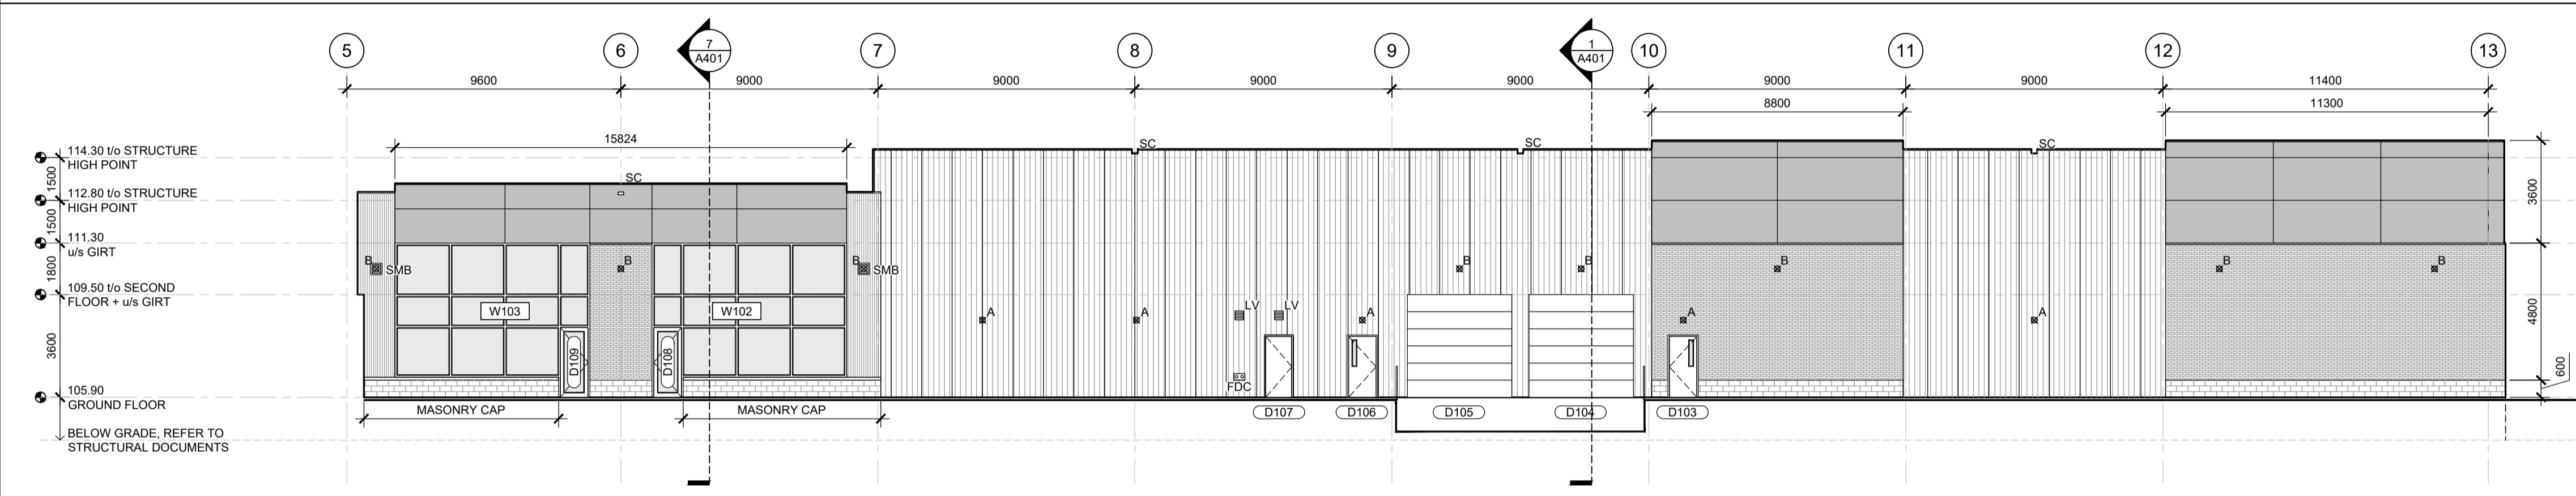 5
6
7
A401
7
8
9
1
A401
10
11
12
13
9600
9000
9000
9000
9000
9000
9000
11400
8800
11300
15824
114.30 t/o STRUCTURE
HIGH POINT
SC
SC
SC
SC
1500
112.80 t/o STRUCTURE
HIGH POINT
3600
1500
111.30
u/s GIRT
B
SMB
B
B
SMB
B
B
B
B
B
1800
109.50 t/o SECOND
FLOOR + u/s GIRT
W103
W102
A
A
LV
LV
A
A
A
4800
3600
D109
D108
FDC
600
105.90
GROUND FLOOR
MASONRY CAP
MASONRY CAP
D107
D106
D105
D104
D103
BELOW GRADE, REFER TO
STRUCTURAL DOCUMENTS